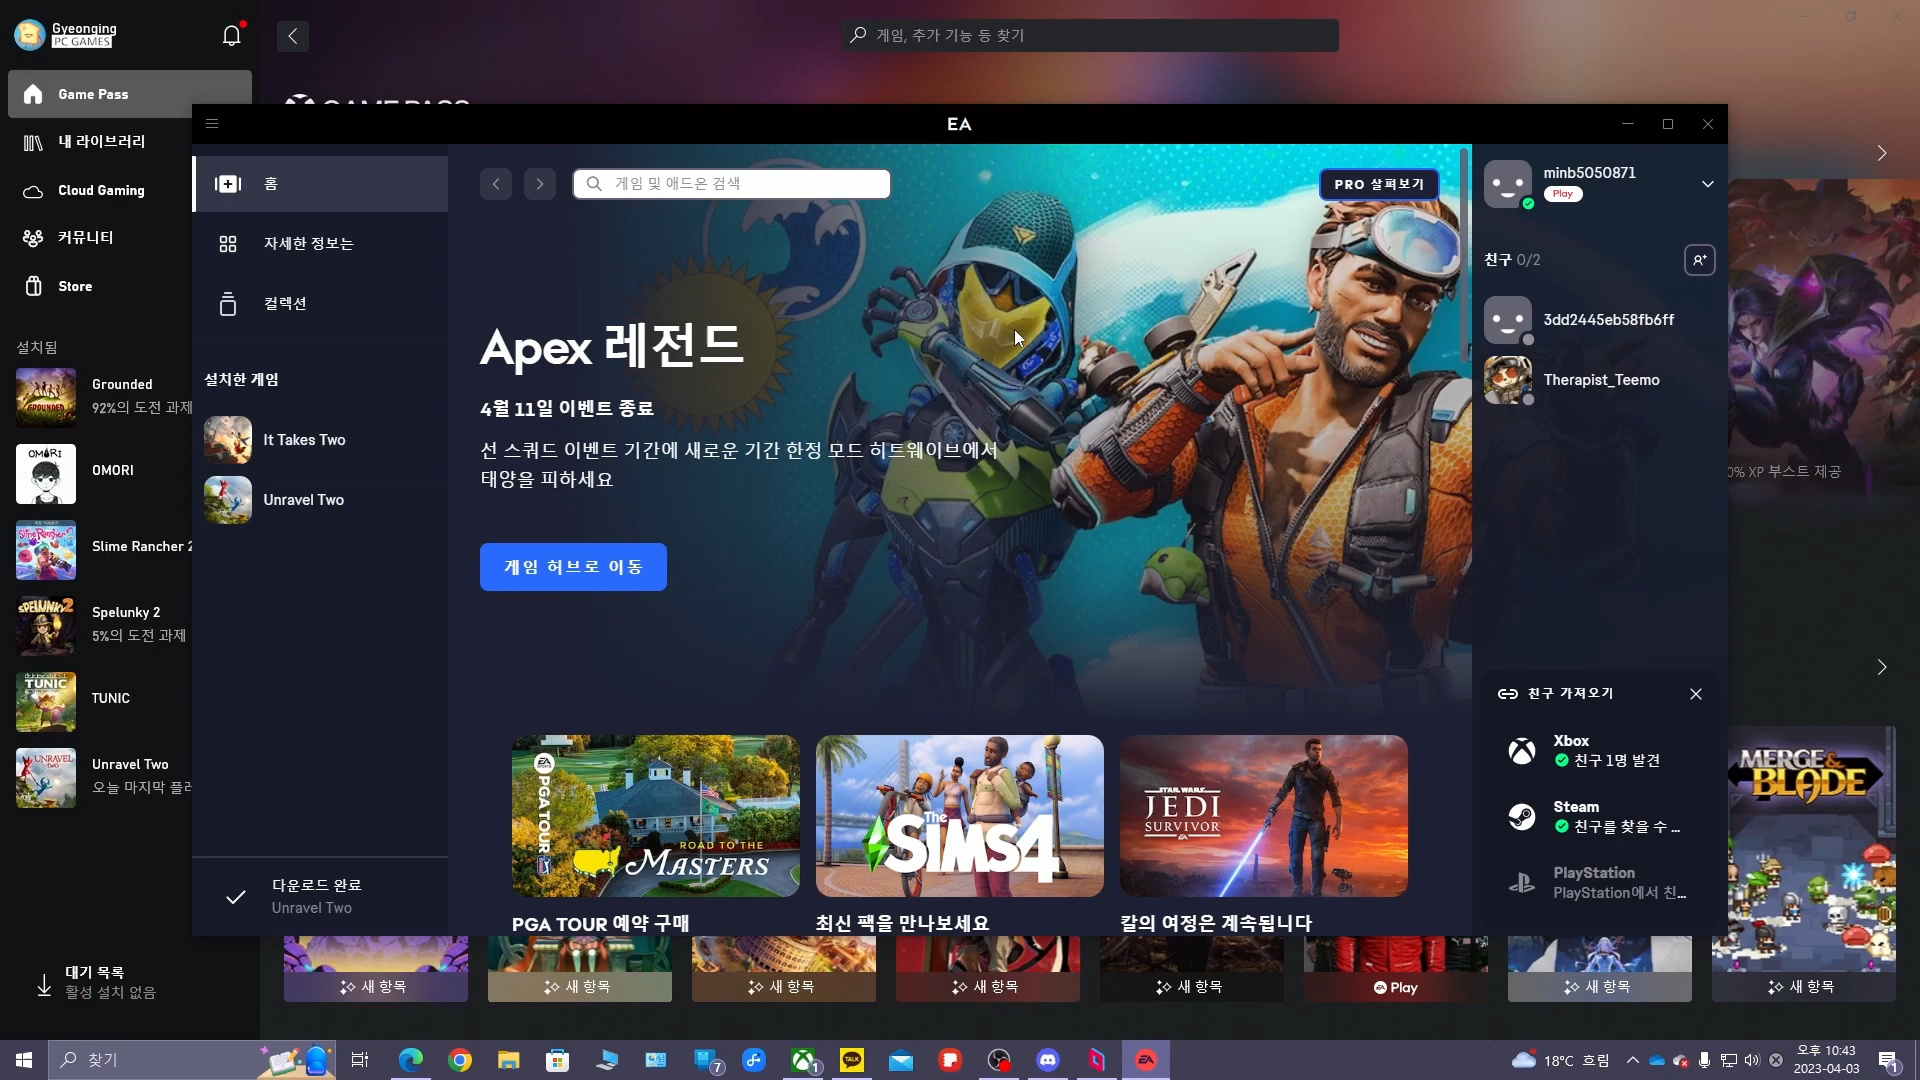 Gyeonging
PC GAMES
게임, 추가 기능 등 찾기
Game Pass
내 라이브러리
Cloud Gaming
커뮤니티
Store
설치됨
Grounded
92%의 도전 과제
OMORI
Slime Rancher 2
Spelunky 2
5%의 도전 과제
TUNIC
Unravel Two
오늘 마지막 플레
대기 목록
활성 설치 없음
EA
홈
자세한 정보는
컬렉션
설치한 게임
It Takes Two
Unravel Two
다운로드 완료
Unravel Two
게임 및 애드온 검색
PRO 살펴보기
Apex 레전드
4월 11일 이벤트 종료
선 스쿼드 이벤트 기간에 새로운 기간 한정 모드 히트웨이브에서
태양을 피하세요
게임 허브로 이동
EA SPORTS
PGA TOUR
ROAD TO THE
MASTERS
The
SIMS4
STAR WARS
JEDI
SURVIVOR
PGA TOUR 예약 구매
최신 팩을 만나보세요
칼의 여정은 계속됩니다
minb5050871
Play
친구 0/2
3dd2445eb58fb6ff
Therapist_Teemo
친구 가져오기
Xbox
친구 1명 발견
Steam
친구를 찾을 수 ...
PlayStation
PlayStation에서 친...
0% XP 부스트 제공
MERGE &
BLADE
새 항목
새 항목
새 항목
새 항목
새 항목
Play
새 항목
새 항목
찾기
7
1
TALK
EA
18°C 흐림
오후 10:43
2023-04-03
1